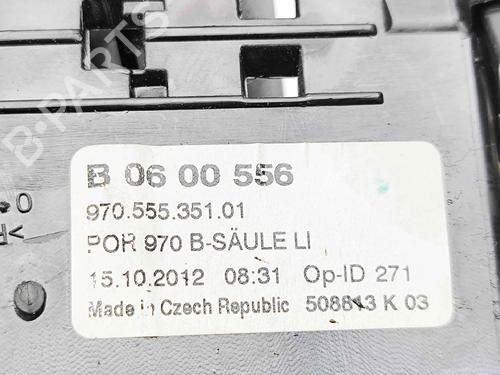 B-PARTS
B 06 00 556
970.555.351.01
POR 970 B-SÄULE LI
15.10.2012 08:31 Op-ID 271
Made in Czech Republic 508813 K 03